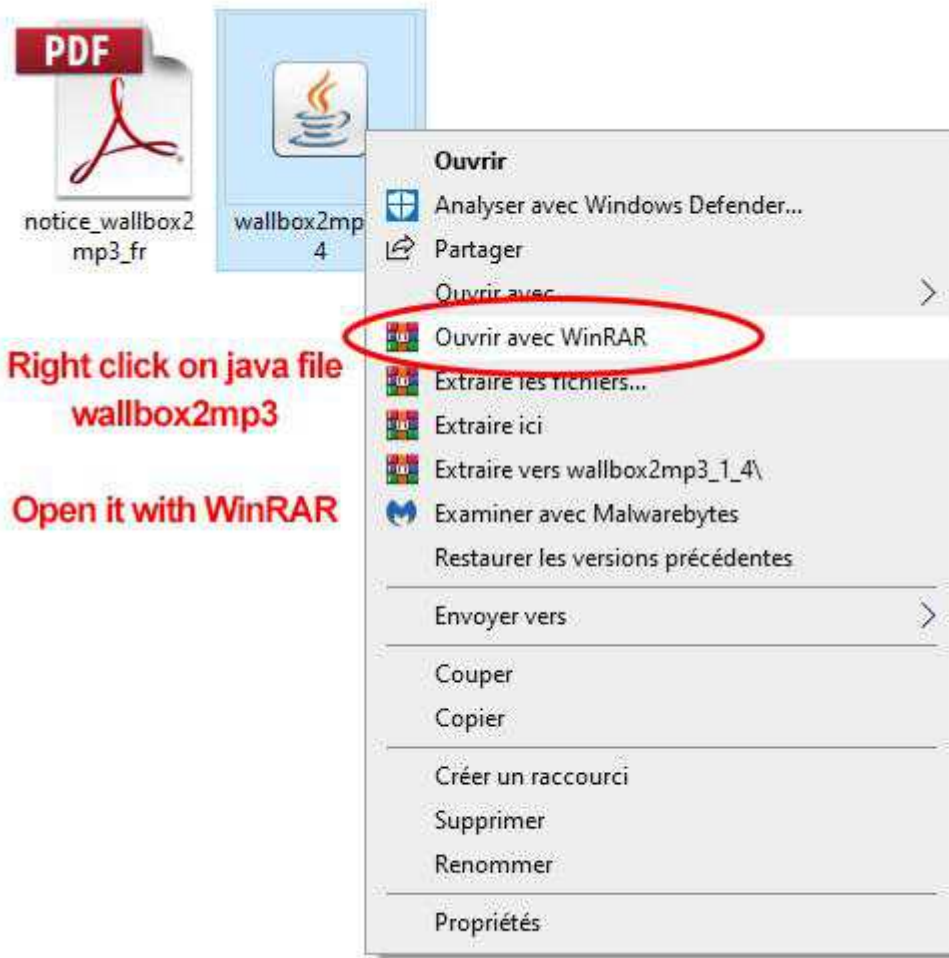 PDF
notice_wallbox2
mp3_fr
wallbox2mp
4
Right click on java file
wallbox2mp3
Open it with WinRAR
Ouvrir
Analyser avec Windows Defender...
Partager
Ouvrir avec...
Ouvrir avec WinRAR
Extraire les fichiers...
Extraire ici
Extraire vers wallbox2mp3_1_4\
Examiner avec Malwarebytes
Restaurer les versions précédentes
Envoyer vers
Couper
Copier
Créer un raccourci
Supprimer
Renommer
Propriétés